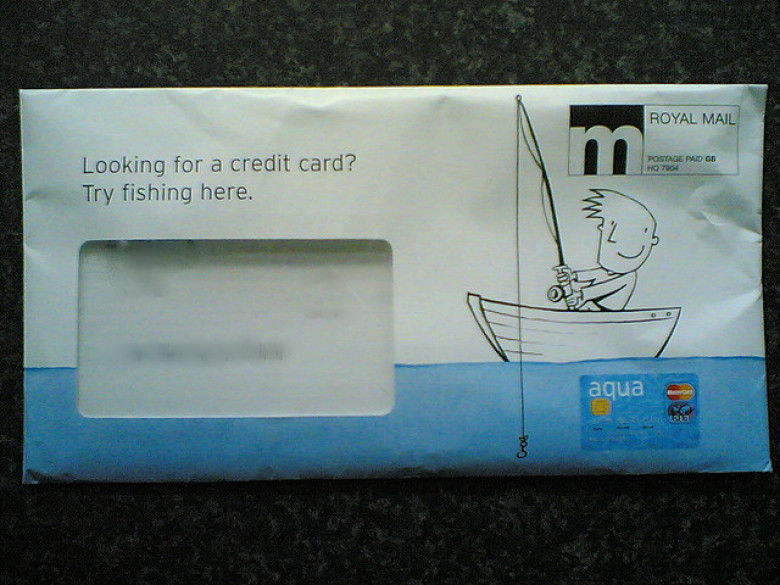 Looking for a credit card?
Try fishing here.
m
ROYAL MAIL
POSTAGE PAID GB
HQ 7964
aqua